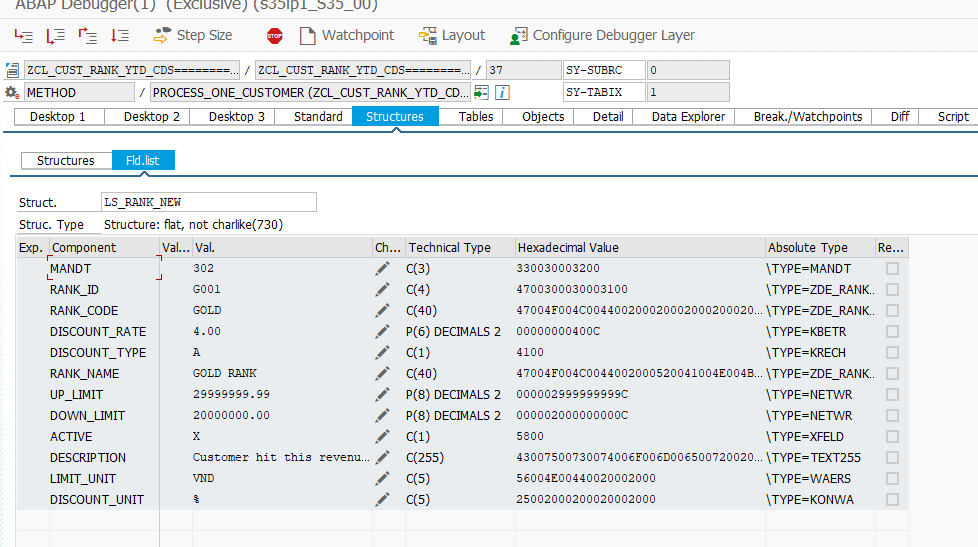 ABAP Debugger(1) (Exclusive) (s35lp1_S35_00)
Step Size Watchpoint Layout Configure Debugger Layer
ZCL_CUST_RANK_YTD_CDS=========... / ZCL_CUST_RANK_YTD_CDS=========... / 37 SY-SUBRC 0
METHOD / PROCESS_ONE_CUSTOMER (ZCL_CUST_RANK_YTD_CD... SY-TABIX 1
Desktop 1 Desktop 2 Desktop 3 Standard Structures Tables Objects Detail Data Explorer Break./Watchpoints Diff Script
Structures Fld.list
Struct. LS_RANK_NEW
Struc. Type Structure: flat, not charlike(730)
Exp. Component Val... Val. Ch... Technical Type Hexadecimal Value Absolute Type Re...
MANDT 302 C(3) 330030003200 \TYPE=MANDT
RANK_ID G001 C(4) 4700300030003100 \TYPE=ZDE_RANK..
RANK_CODE GOLD C(40) 47004F004C004400200020002000200020... \TYPE=ZDE_RANK..
DISCOUNT_RATE 4.00 P(6) DECIMALS 2 00000000400C \TYPE=KBETR
DISCOUNT_TYPE A C(1) 4100 \TYPE=KRECH
RANK_NAME GOLD RANK C(40) 47004F004C0044002000520041004E004B... \TYPE=ZDE_RANK..
UP_LIMIT 29999999.99 P(8) DECIMALS 2 000002999999999C \TYPE=NETWR
DOWN_LIMIT 20000000.00 P(8) DECIMALS 2 000002000000000C \TYPE=NETWR
ACTIVE X C(1) 5800 \TYPE=XFELD
DESCRIPTION Customer hit this revenu... C(255) 43007500730074006F006D006500720020... \TYPE=TEXT255
LIMIT_UNIT VND C(5) 56004E00440020002000 \TYPE=WAERS
DISCOUNT_UNIT % C(5) 25002000200020002000 \TYPE=KONWA